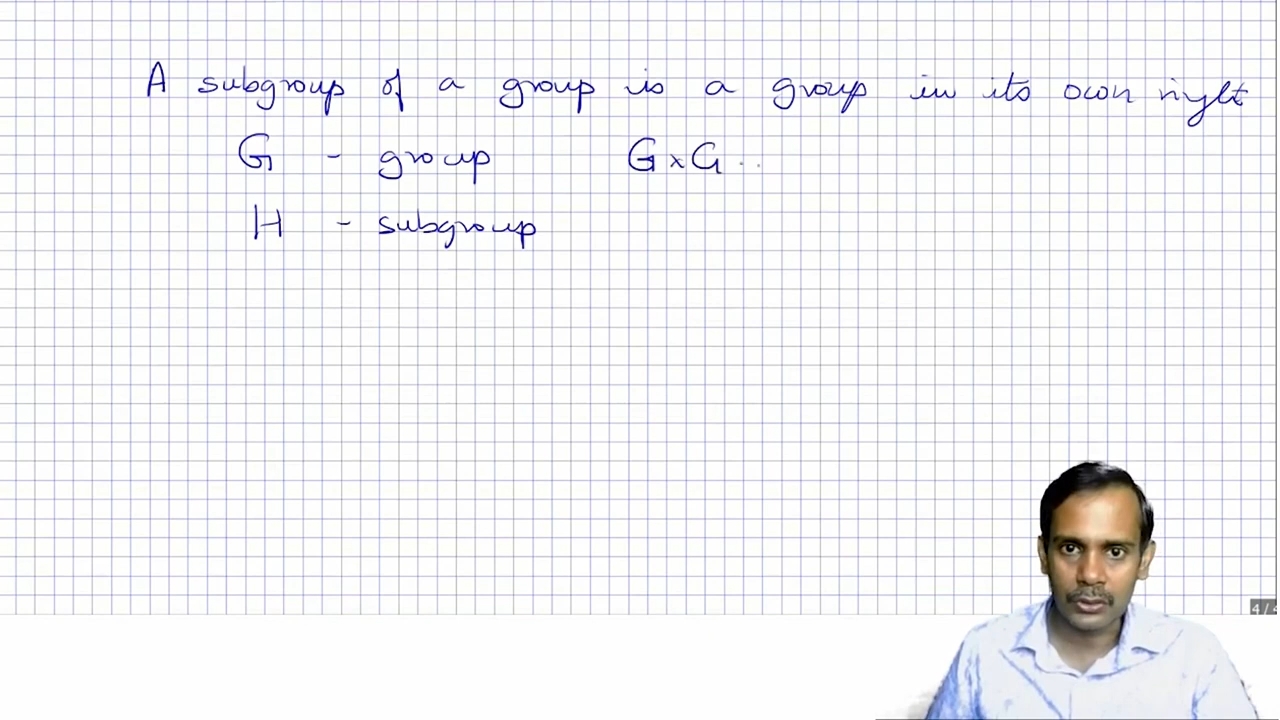 A subgroup of a group is a group in its own right
G - group G×G ..
H - subgroup